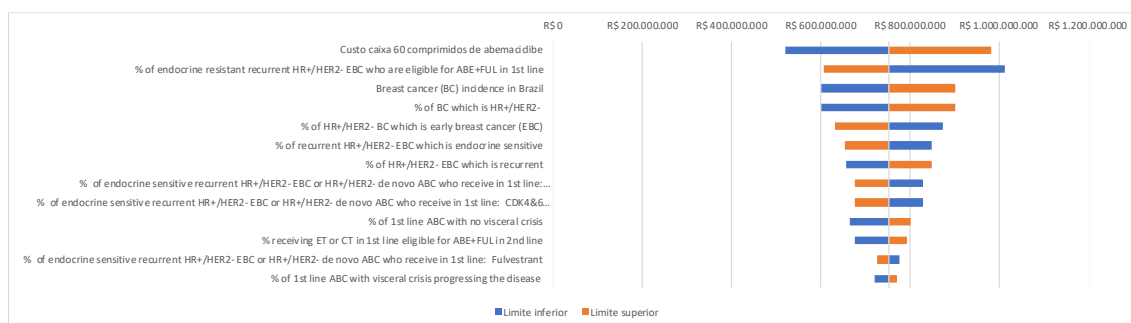 R$ 0 R$ 200.000.000 R$ 400.000.000 R$ 600.000.000 R$ 800.000.000 R$ 1.000.000.000 R$ 1.200.000.000
Custo caixa 60 comprimidos de abemaciclibe
% of endocrine resistant recurrent HR+/HER2- EBC who are eligible for ABE+FUL in 1st line
Breast cancer (BC) incidence in Brazil
% of BC which is HR+/HER2-
% of HR+/HER2- BC which is early breast cancer (EBC)
% of recurrent HR+/HER2- EBC which is endocrine sensitive
% of HR+/HER2- EBC which is recurrent
% of endocrine sensitive recurrent HR+/HER2- EBC or HR+/HER2- de novo ABC who receive in 1st line:...
% of endocrine sensitive recurrent HR+/HER2- EBC or HR+/HER2- de novo ABC who receive in 1st line: CDK4&6...
% of 1st line ABC with no visceral crisis
% receiving ET or CT in 1st line eligible for ABE+FUL in 2nd line
% of endocrine sensitive recurrent HR+/HER2- EBC or HR+/HER2- de novo ABC who receive in 1st line: Fulvestrant
% of 1st line ABC with visceral crisis progressing the disease
Limite inferior Limite superior